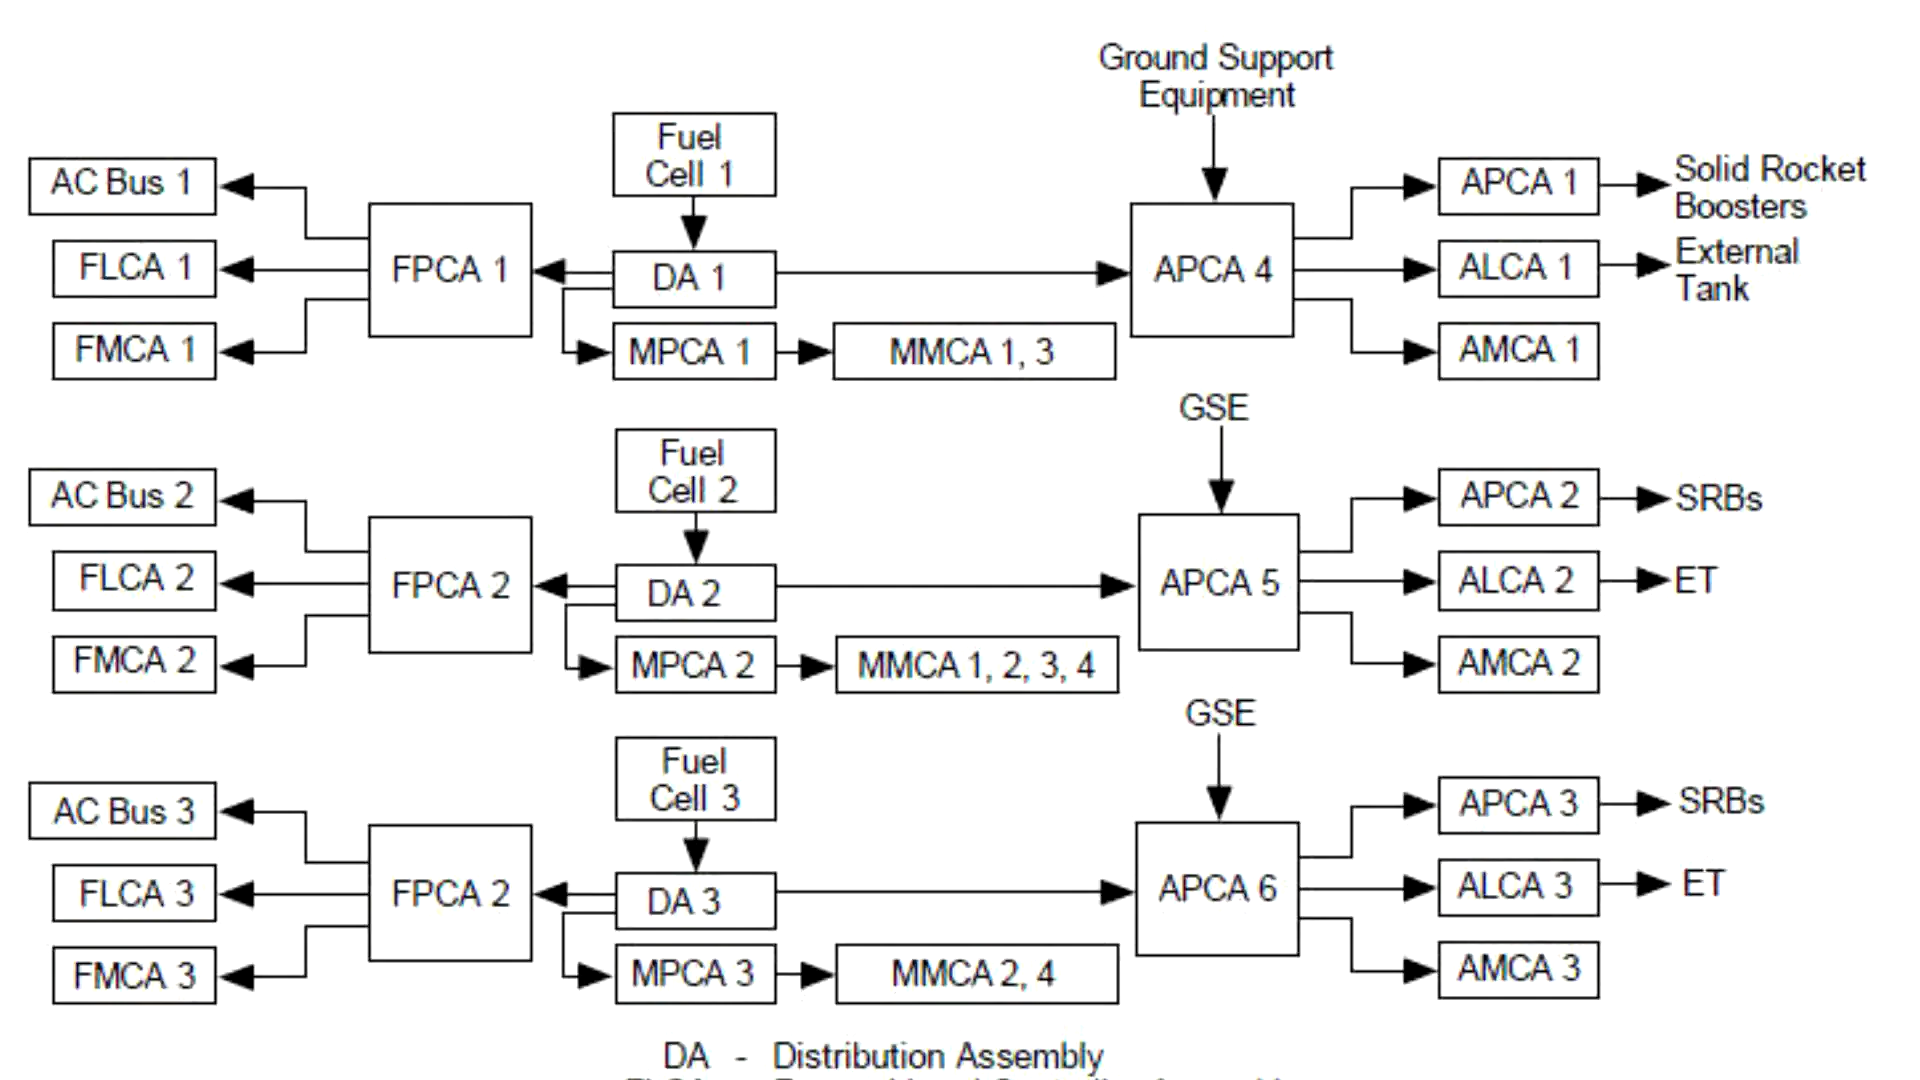 Ground Support
Equipment
Fuel
Cell 1
AC Bus 1
APCA 1
Solid Rocket
Boosters
FLCA 1
FPCA 1
DA 1
APCA 4
ALCA 1
External
Tank
FMCA 1
MPCA 1
MMCA 1, 3
AMCA 1
GSE
Fuel
Cell 2
AC Bus 2
APCA 2
SRBs
FLCA 2
FPCA 2
DA 2
APCA 5
ALCA 2
ET
FMCA 2
MPCA 2
MMCA 1, 2, 3, 4
AMCA 2
GSE
Fuel
Cell 3
AC Bus 3
APCA 3
SRBs
FLCA 3
FPCA 2
DA 3
APCA 6
ALCA 3
ET
FMCA 3
MPCA 3
MMCA 2, 4
AMCA 3
DA - Distribution Assembly